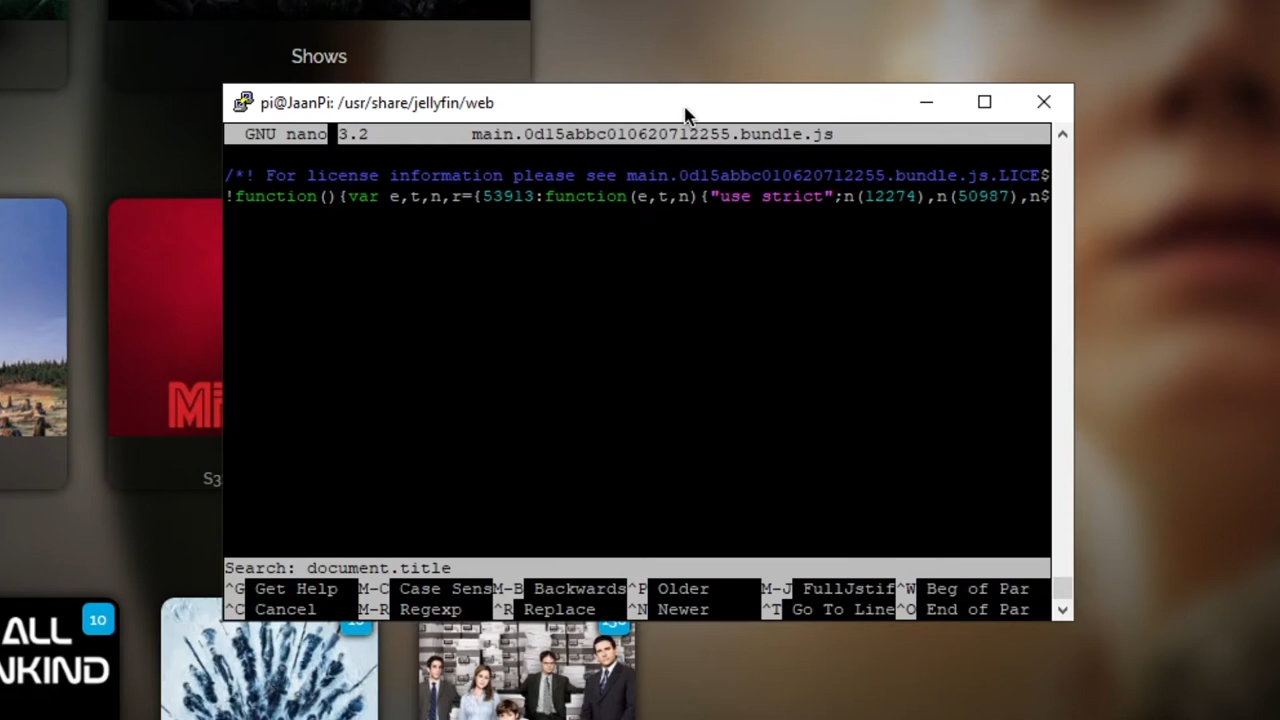 Shows
pi@JaanPi: /usr/share/jellyfin/web
GNU nano 3.2 main.0d15abbc010620712255.bundle.js
/*! For license information please see main.0d15abbc010620712255.bundle.js.LICE$
!function(){var e,t,n,r={53913:function(e,t,n){"use strict";n(12274),n(50987),n$
Mi
S3
Search: document.title
^G Get Help M-C Case Sens M-B Backwards ^P Older M-J FullJstif ^W Beg of Par
^C Cancel M-R Regexp ^R Replace ^N Newer ^T Go To Line ^O End of Par
10
ALL
NKIND